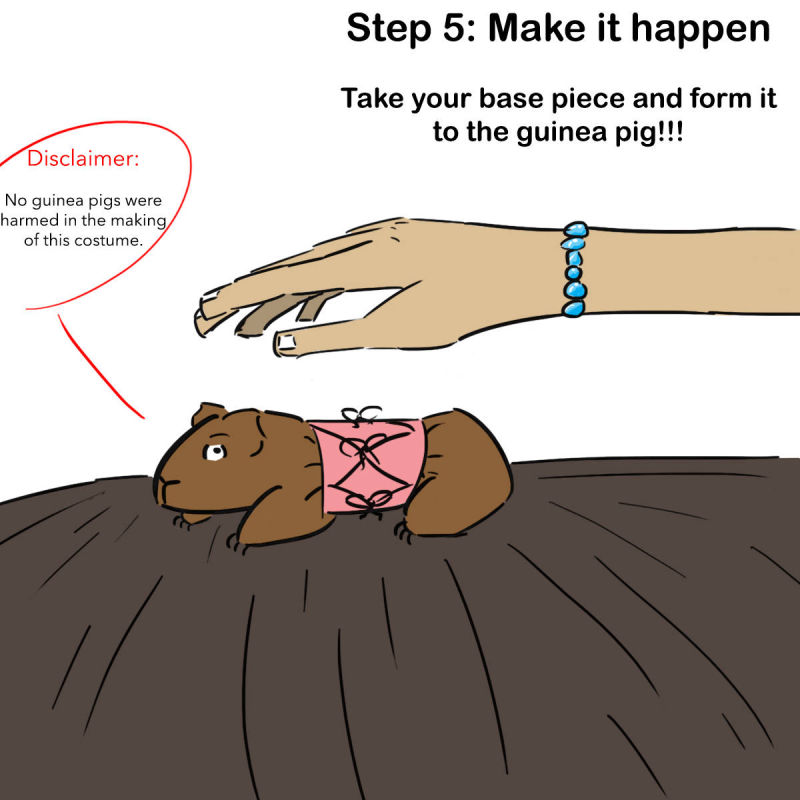 Step 5: Make it happen
Take your base piece and form it
to the guinea pig!!!
Disclaimer:
No guinea pigs were
harmed in the making
of this costume.